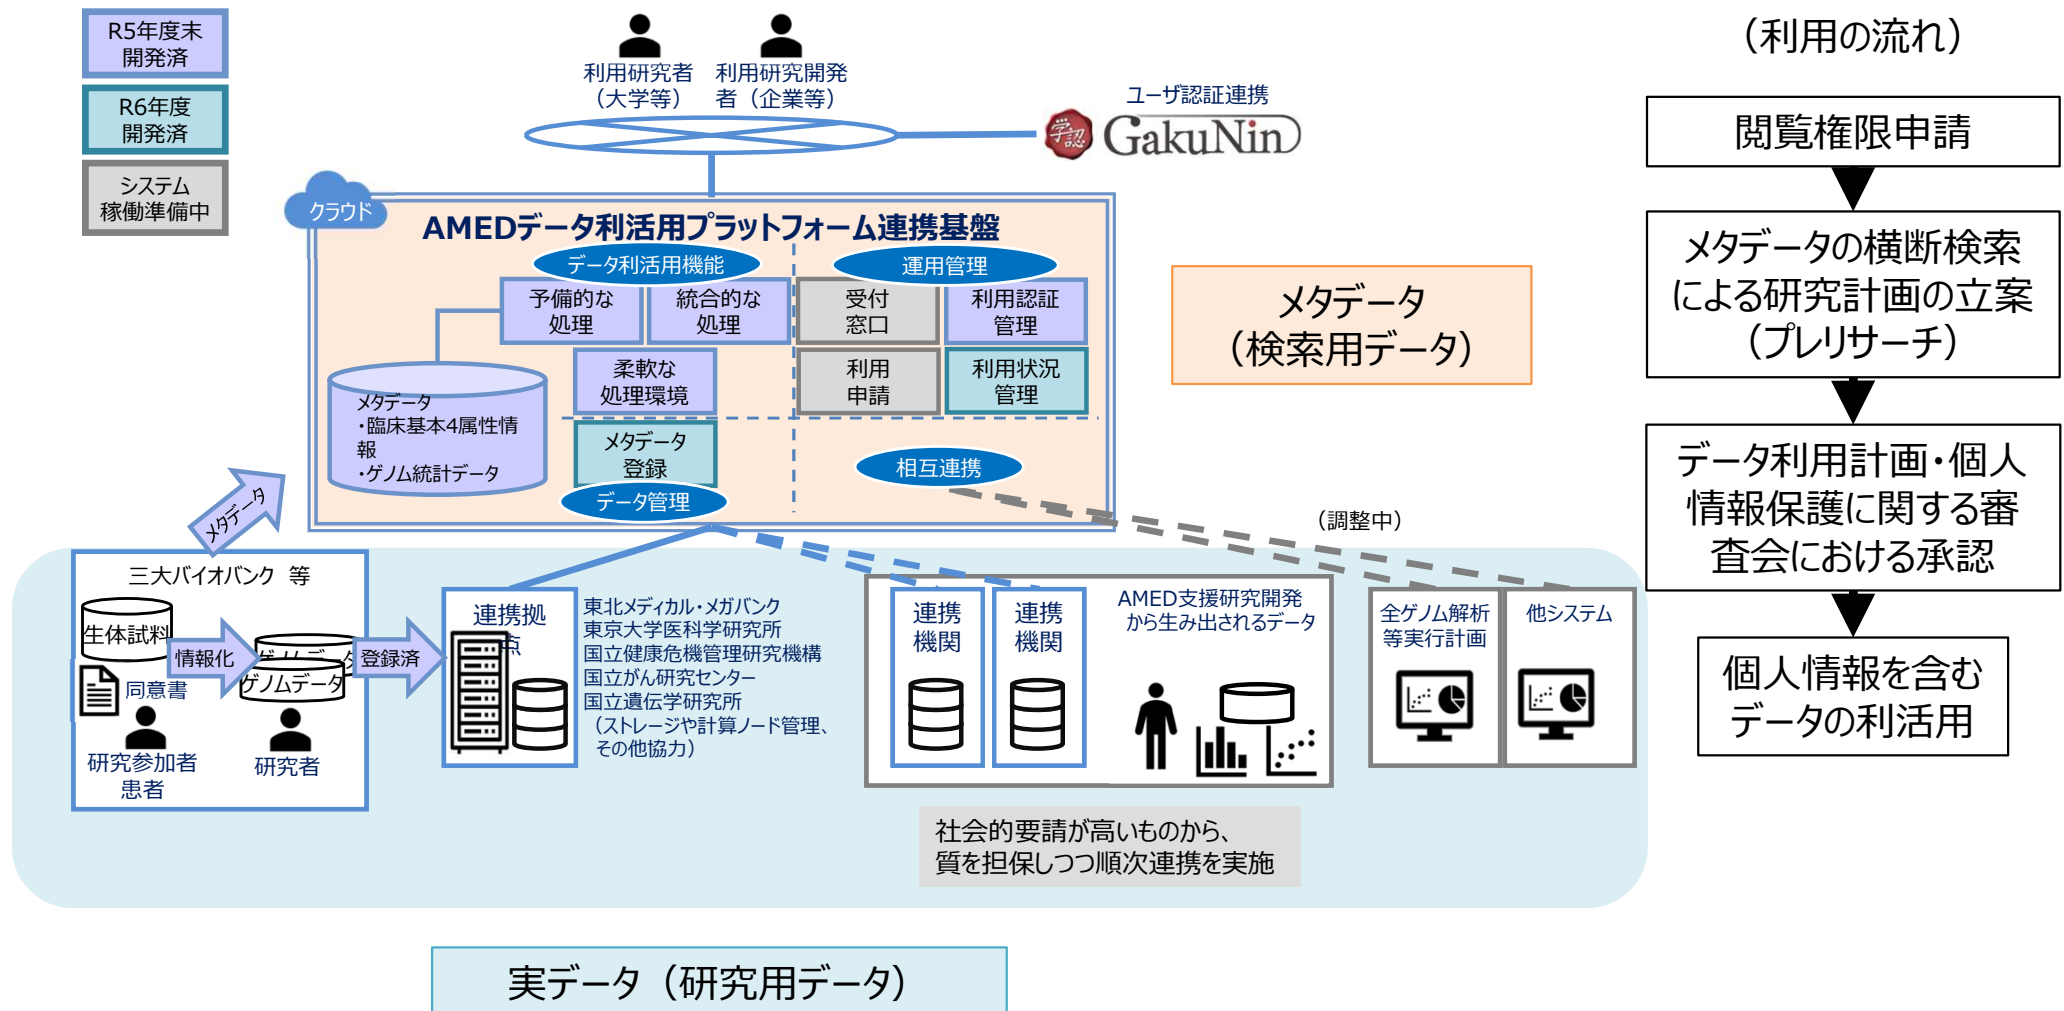 R5年度末
開発済
R6年度
開発済
システム
稼働準備中
利用研究者
（大学等）
利用研究開発
者（企業等）
ユーザ認証連携
学認
GakuNin
クラウド
AMEDデータ利活用プラットフォーム連携基盤
データ利活用機能
運用管理
予備的な
処理
統合的な
処理
受付
窓口
利用認証
管理
柔軟な
処理環境
利用
申請
利用状況
管理
メタデータ
・臨床基本4属性情
報
・ゲノム統計データ
メタデータ
登録
データ管理
相互連携
メタデータ
（検索用データ）
メタデータ
（調整中）
三大バイオバンク 等
生体試料
情報化
ゲノムデータ
ゲノムデータ
登録済
同意書
研究参加者
患者
研究者
連携拠
点
東北メディカル・メガバンク
東京大学医科学研究所
国立健康危機管理研究機構
国立がん研究センター
国立遺伝学研究所
（ストレージや計算ノード管理、
その他協力）
連携
機関
連携
機関
AMED支援研究開発
から生み出されるデータ
全ゲノム解析
等実行計画
他システム
社会的要請が高いものから、
質を担保しつつ順次連携を実施
実データ（研究用データ）
（利用の流れ）
閲覧権限申請
メタデータの横断検索
による研究計画の立案
（プレリサーチ）
データ利用計画・個人
情報保護に関する審
査会における承認
個人情報を含む
データの利活用